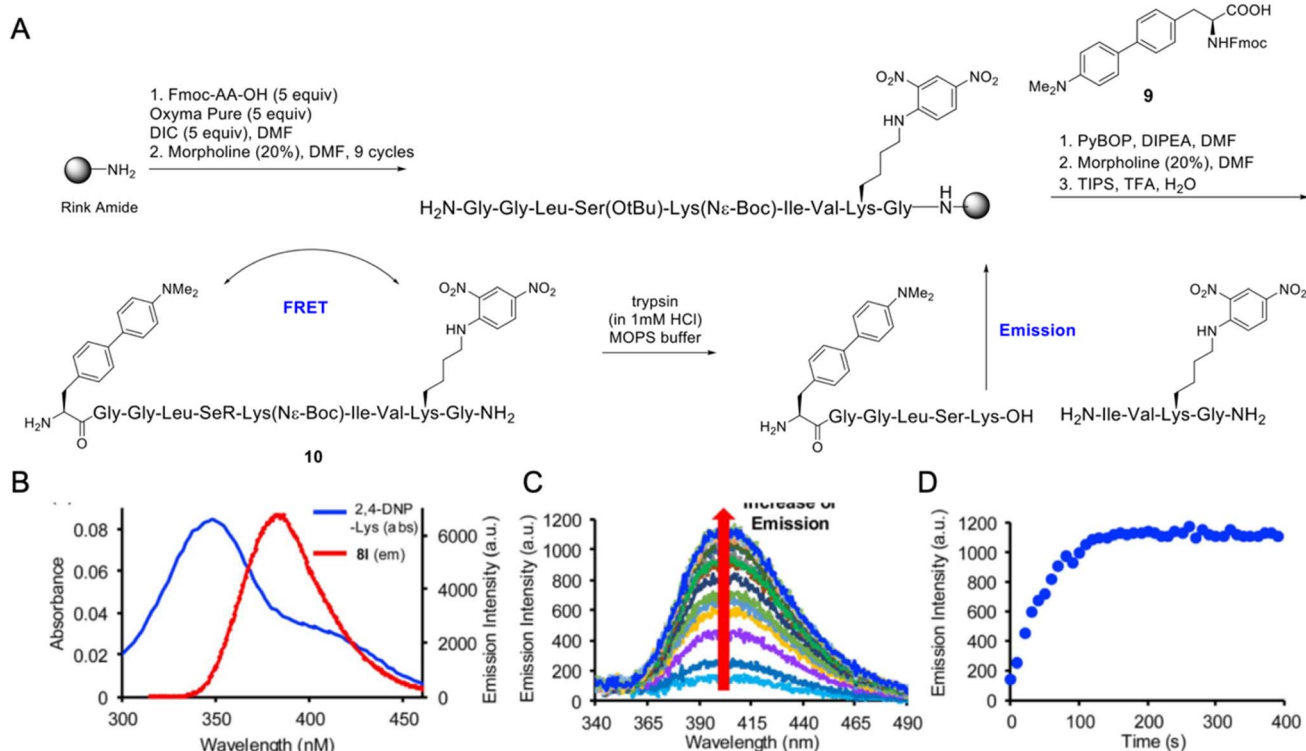 A
1. Fmoc-AA-OH (5 equiv)
Oxyma Pure (5 equiv)
DIC (5 equiv), DMF
2. Morpholine (20%), DMF, 9 cycles
NH2
Rink Amide
O2N
NO2
HN
H2N-Gly-Gly-Leu-Ser(OtBu)-Lys(Nε-Boc)-Ile-Val-Lys-Gly
H
N
COOH
NHFmoc
Me2N
9
1. PyBOP, DIPEA, DMF
2. Morpholine (20%), DMF
3. TIPS, TFA, H2O
NMe2
FRET
O2N
NO2
HN
H2N
O
Gly-Gly-Leu-SeR-Lys(Nε-Boc)-Ile-Val-Lys-Gly-NH2
10
trypsin
(in 1mM HCl)
MOPS buffer
NMe2
H2N
O
Gly-Gly-Leu-Ser-Lys-OH
Emission
O2N
NO2
HN
H2N-Ile-Val-Lys-Gly-NH2
B
2,4-DNP
-Lys (abs)
8l (em)
Absorbance
0.08
0.06
0.04
0.02
0
6000
4000
2000
0
Emission Intensity (a.u.)
300
350
400
450
Wavelength (nM)
C
Increase of
Emission
Emission Intensity (a.u.)
1200
1000
800
600
400
200
0
340
365
390
415
440
465
490
Wavelength (nm)
D
Emission Intensity (a.u.)
1200
1000
800
600
400
200
0
0
100
200
300
400
Time (s)